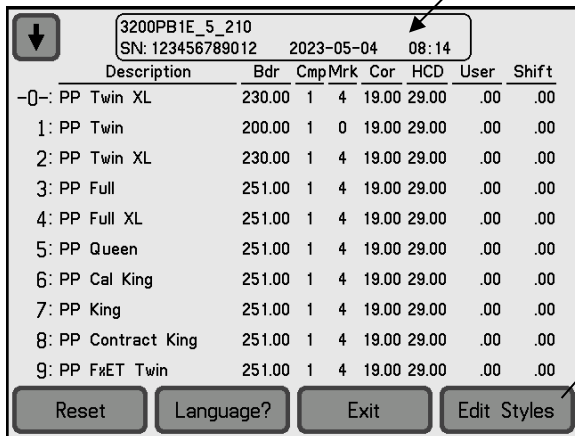 3200PB1E_5_210
SN: 123456789012 2023-05-04 08:14
Description Bdr Cmp Mrk Cor HCD User Shift
-0-: PP Twin XL 230.00 1 4 19.00 29.00 .00 .00
1: PP Twin 200.00 1 0 19.00 29.00 .00 .00
2: PP Twin XL 230.00 1 4 19.00 29.00 .00 .00
3: PP Full 251.00 1 4 19.00 29.00 .00 .00
4: PP Full XL 251.00 1 4 19.00 29.00 .00 .00
5: PP Queen 251.00 1 4 19.00 29.00 .00 .00
6: PP Cal King 251.00 1 4 19.00 29.00 .00 .00
7: PP King 251.00 1 4 19.00 29.00 .00 .00
8: PP Contract King 251.00 1 4 19.00 29.00 .00 .00
9: PP FxET Twin 251.00 1 4 19.00 29.00 .00 .00
Reset Language? Exit Edit Styles